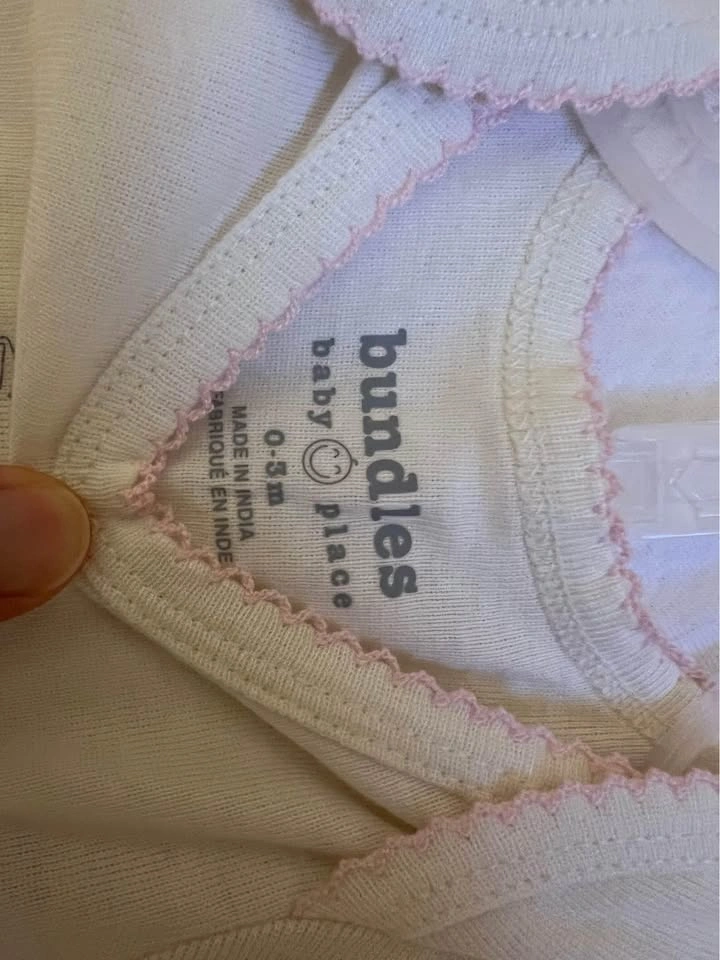 bundles
baby place
0-3m
MADE IN INDIA
FABRIQUÉ EN INDE